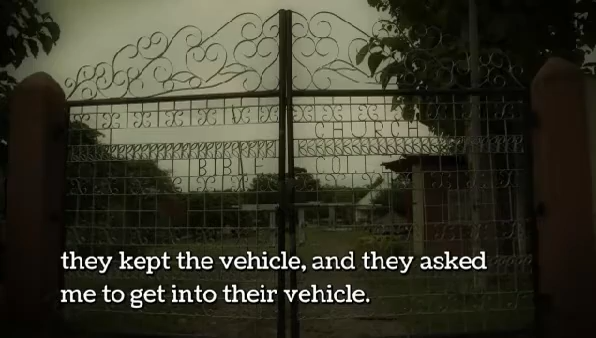 CHURCH
BIBLE
they kept the vehicle, and they asked
me to get into their vehicle.